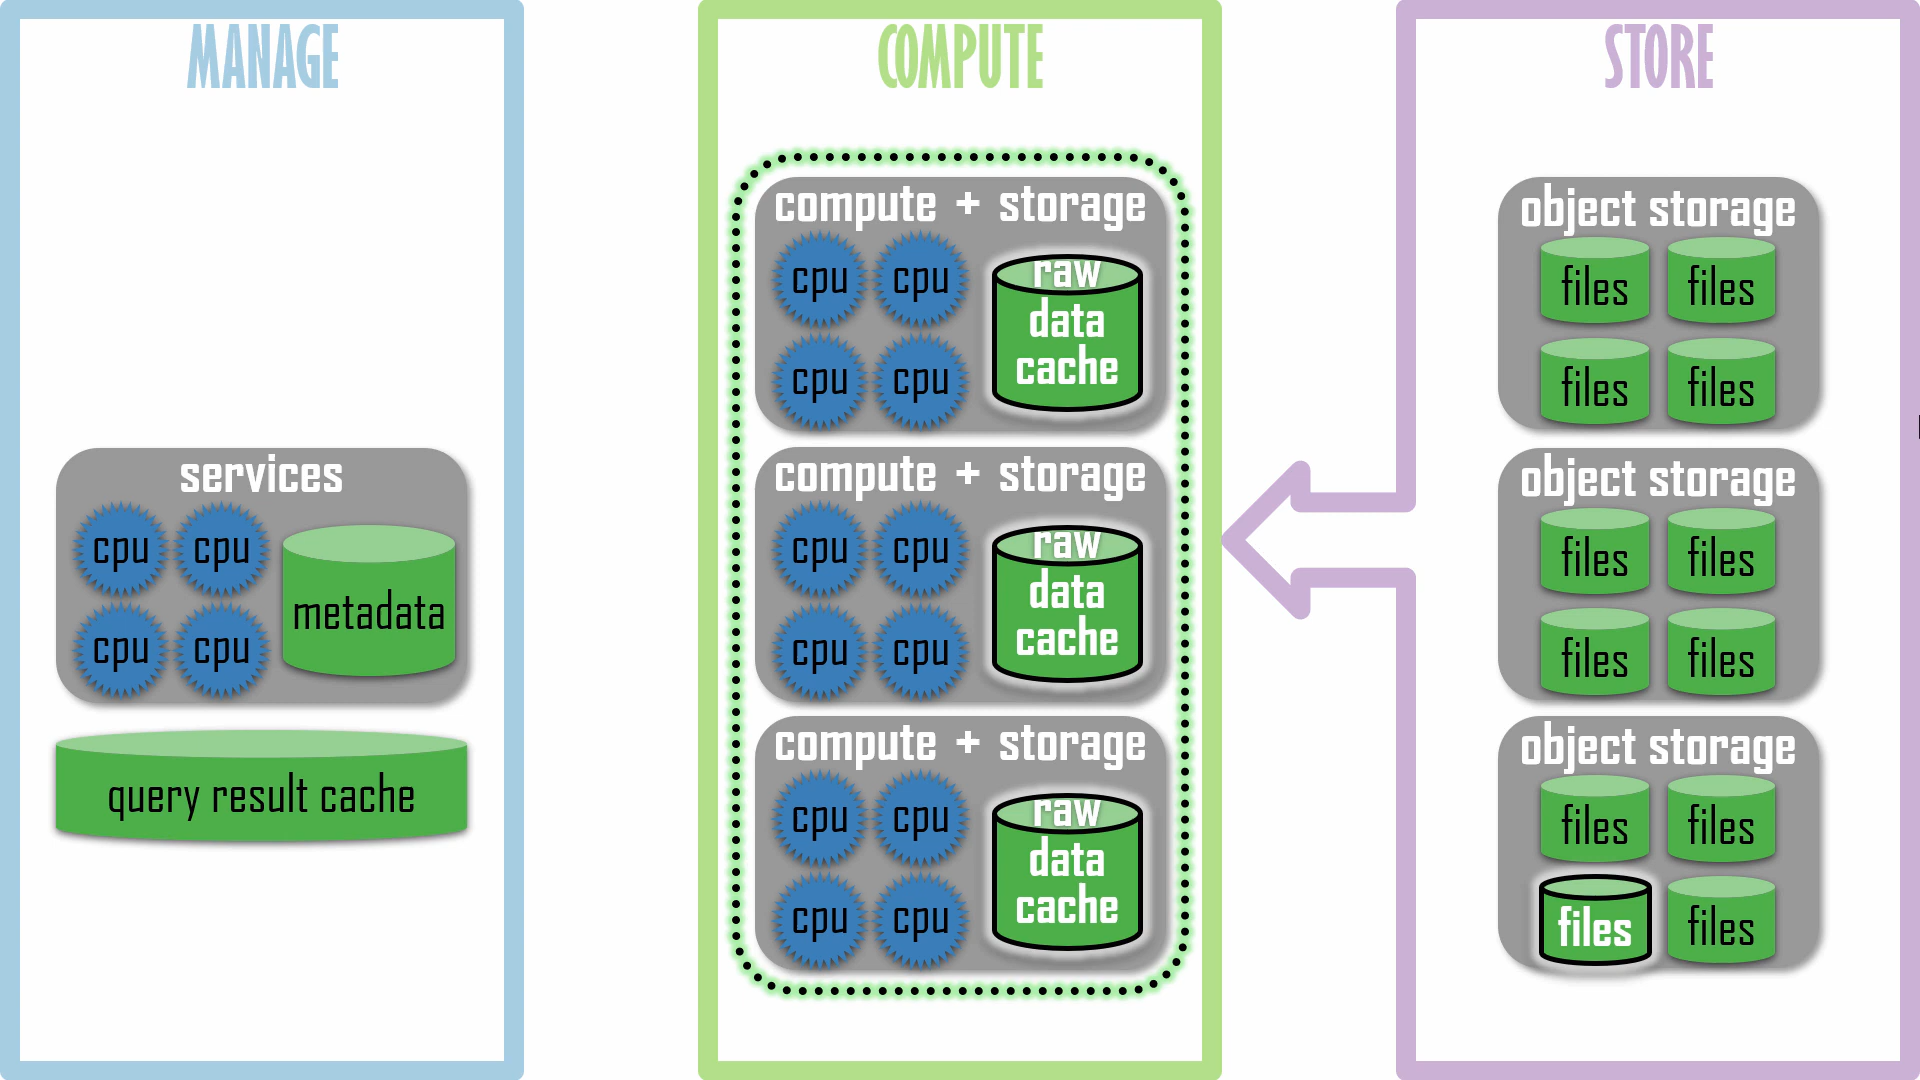 MANAGE
services
cpu cpu
cpu cpu
metadata
query result cache
COMPUTE
compute + storage
cpu cpu
cpu cpu
raw
data
cache
compute + storage
cpu cpu
cpu cpu
raw
data
cache
compute + storage
cpu cpu
cpu cpu
raw
data
cache
STORE
object storage
files files
files files
object storage
files files
files files
object storage
files files
files files